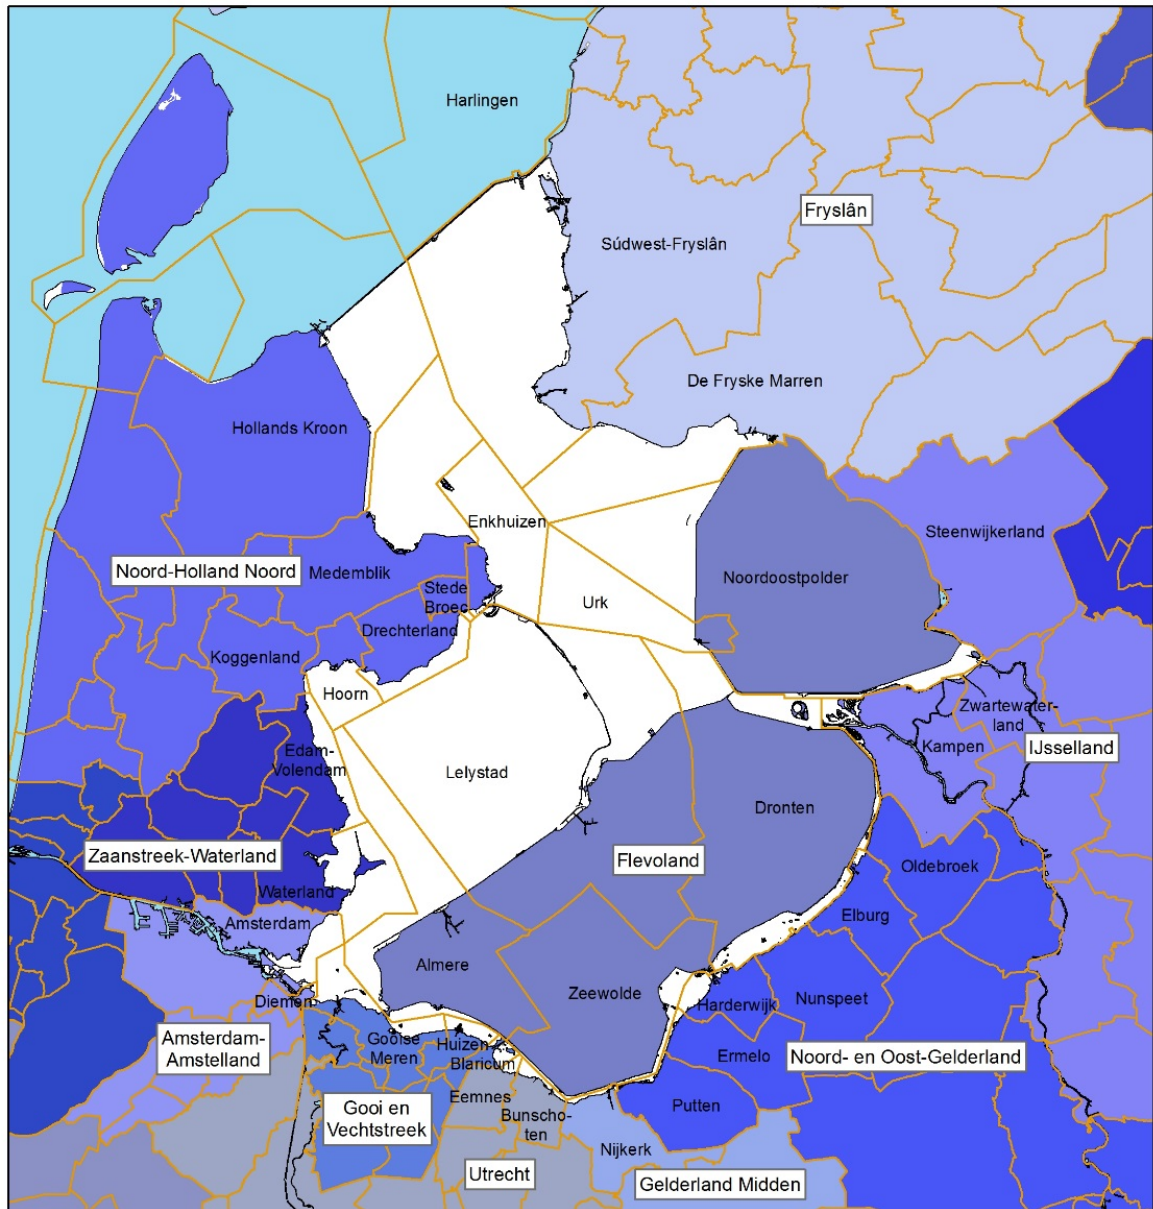 Harlingen
Fryslân
Súdwest-Fryslân
De Fryske Marren
Hollands Kroon
Enkhuizen
Steenwijkerland
Noord-Holland Noord
Medemblik
Noordoostpolder
Stede
Broec
Urk
Drechterland
Koggenland
Hoorn
Zwartewater-
land
Edam-
Volendam
Kampen
IJsselland
Lelystad
Dronten
Zaanstreek-Waterland
Flevoland
Oldebroek
Waterland
Amsterdam
Elburg
Almere
Zeewolde
Diemen
Harderwijk
Nunspeet
Amsterdam-
Amstelland
Gooise
Meren
Huizen
Blaricum
Ermelo
Noord- en Oost-Gelderland
Gooi en
Vechtstreek
Eemnes
Bunscho-
ten
Putten
Nijkerk
Utrecht
Gelderland Midden